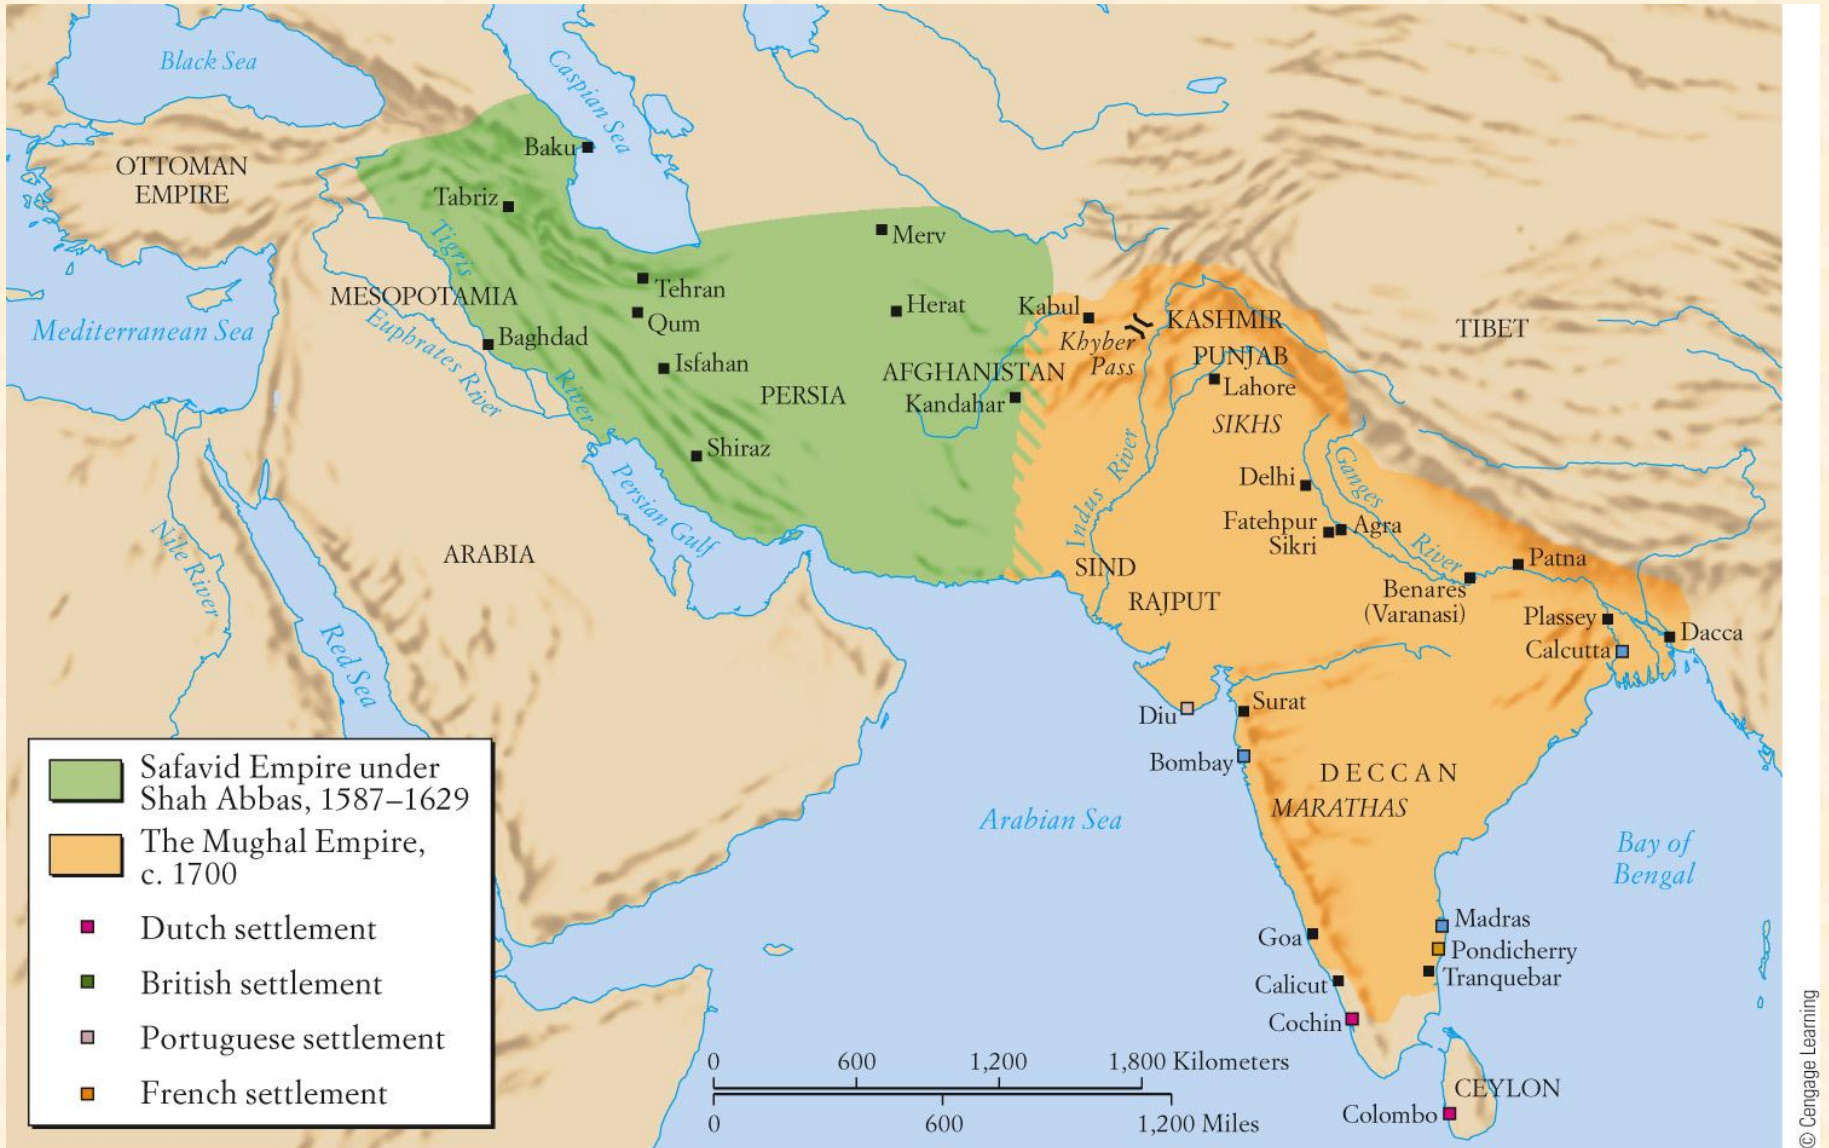 Black Sea
Caspian Sea
OTTOMAN
EMPIRE
Baku
Tabriz
Merv
Tigris
River
Tehran
MESOPOTAMIA
Herat
Kabul
Qum
KASHMIR
Mediterranean Sea
Baghdad
Khyber
Pass
TIBET
Euphrates River
Isfahan
PUNJAB
AFGHANISTAN
Lahore
PERSIA
Kandahar
SIKHS
Shiraz
Ganges
River
Delhi
Persian Gulf
Indus River
Fatehpur
Sikri
Agra
Nile River
ARABIA
Patna
SIND
Benares
(Varanasi)
RAJPUT
Plassey
Dacca
Red Sea
Calcutta
Surat
Diu
Bombay
DECCAN
MARATHAS
Arabian Sea
Bay of
Bengal
Madras
Goa
Pondicherry
Tranquebar
Calicut
Cochin
CEYLON
Colombo
Safavid Empire under
Shah Abbas, 1587–1629
The Mughal Empire,
c. 1700
Dutch settlement
British settlement
Portuguese settlement
French settlement
0 600 1,200 1,800 Kilometers
0 600 1,200 Miles
© Cengage Learning